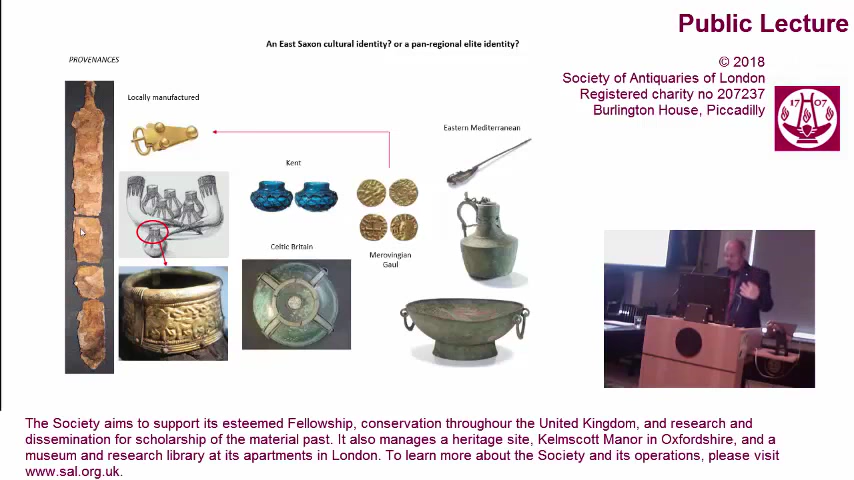 Public Lecture
© 2018
Society of Antiquaries of London
Registered charity no 207237
Burlington House, Piccadilly
1707
An East Saxon cultural identity? or a pan-regional elite identity?
PROVENANCES
Locally manufactured
Kent
Eastern Mediterranean
Celtic Britain
Merovingian
Gaul
The Society aims to support its esteemed Fellowship, conservation throughour the United Kingdom, and research and
dissemination for scholarship of the material past. It also manages a heritage site, Kelmscott Manor in Oxfordshire, and a
museum and research library at its apartments in London. To learn more about the Society and its operations, please visit
www.sal.org.uk.